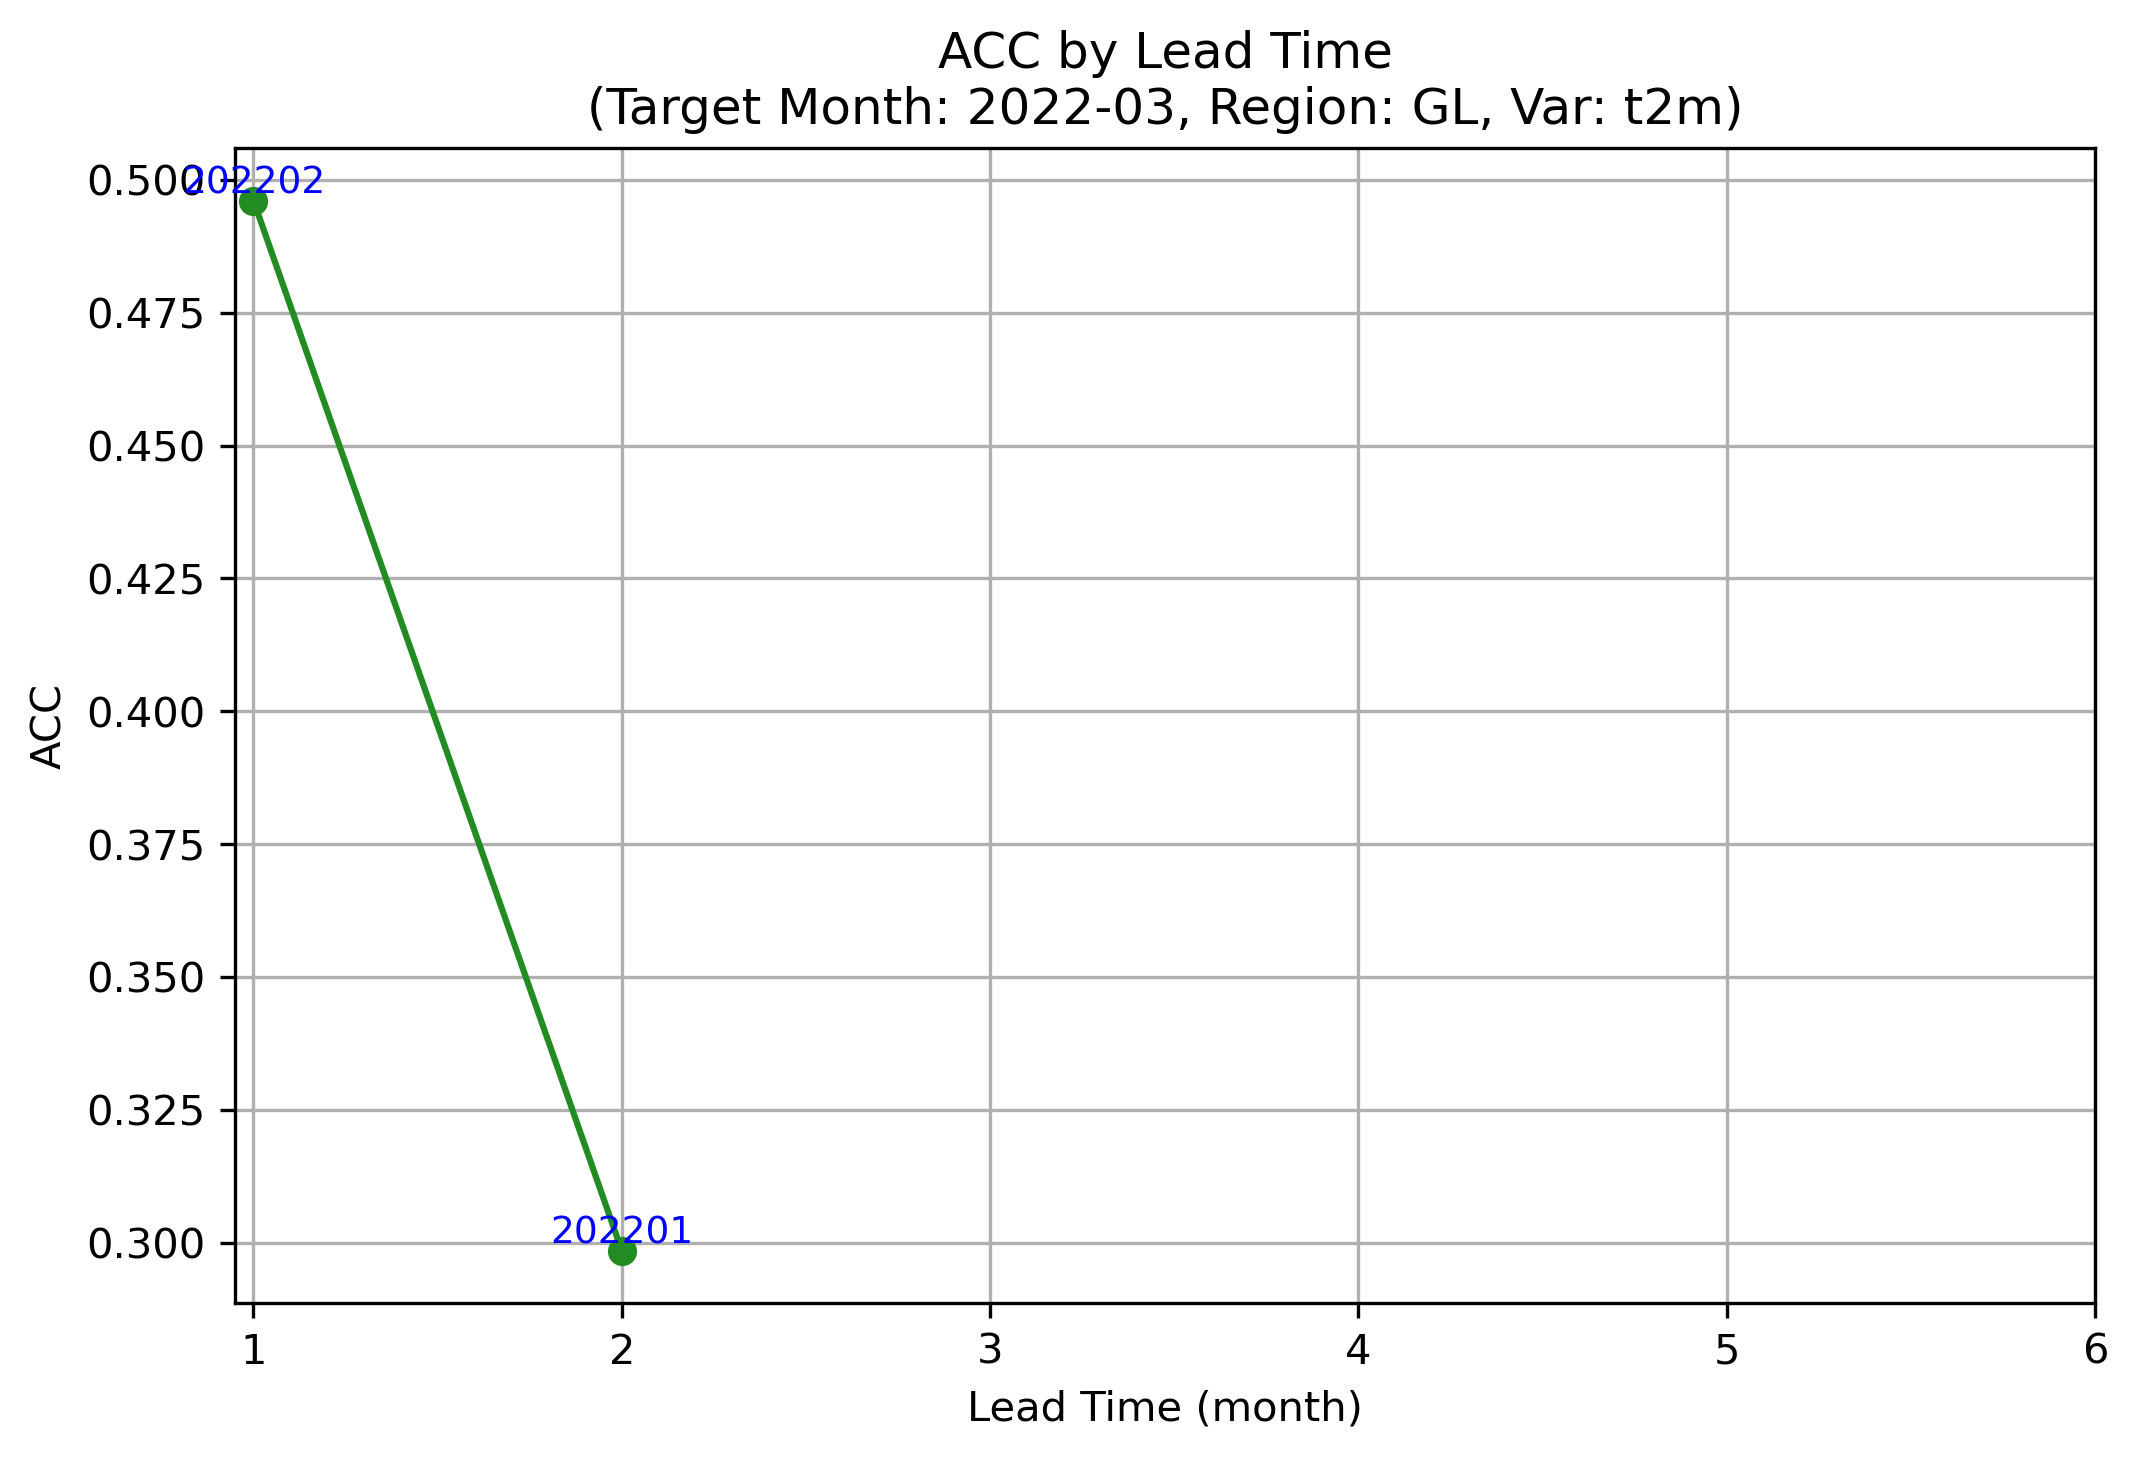 ACC by Lead Time
(Target Month: 2022-03, Region: GL, Var: t2m)
ACC
0.500
0.475
0.450
0.425
0.400
0.375
0.350
0.325
0.300
202202
202201
1 2 3 4 5 6
Lead Time (month)